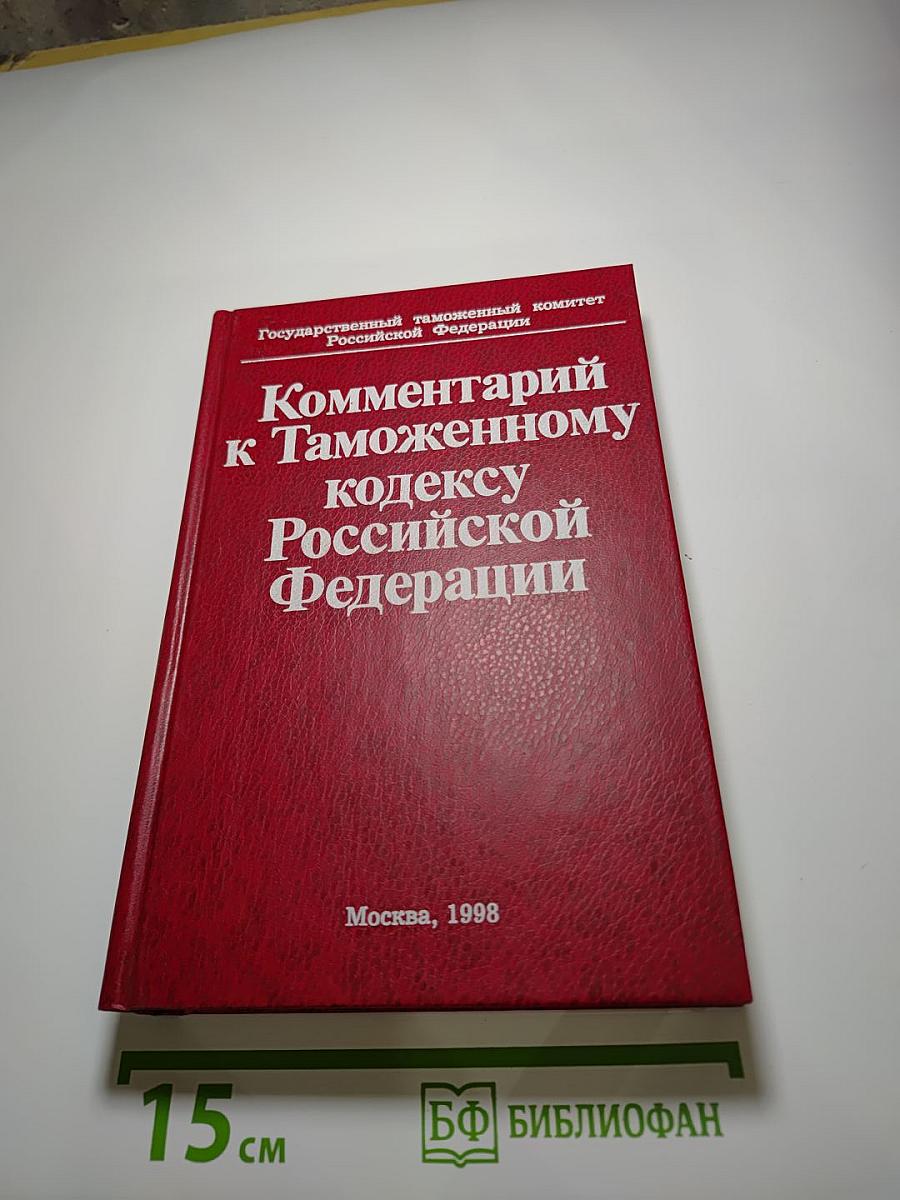 Государственный таможенный комитет
Российской Федерации
Комментарий
к Таможенному
кодексу
Российской
Федерации
Москва, 1998
15 см
БФ БИБЛИОФАН